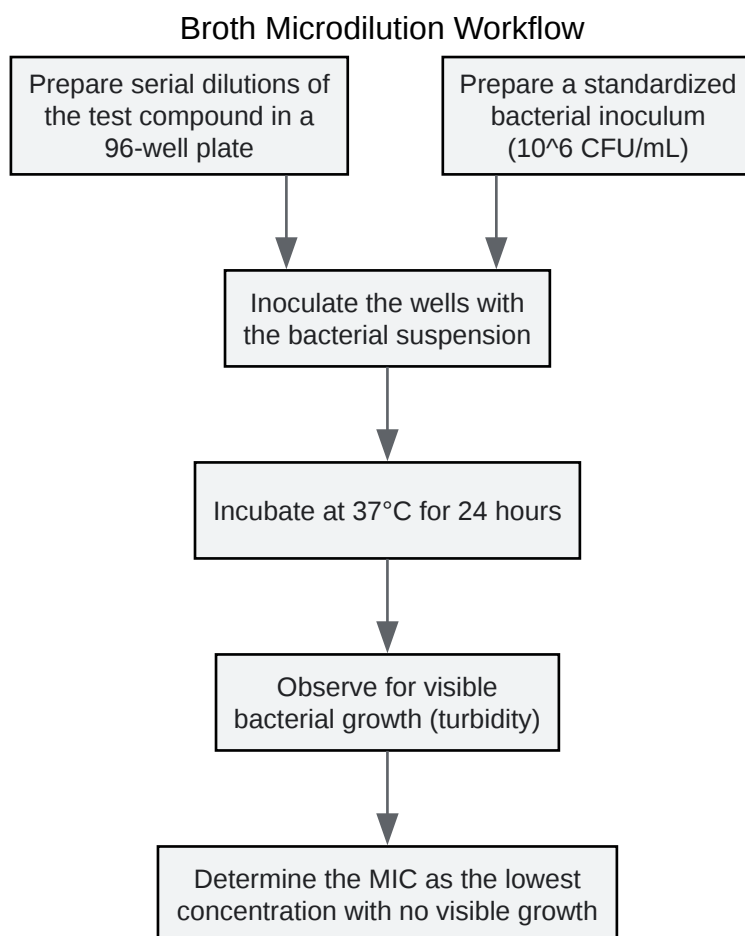 Broth Microdilution Workflow
Prepare serial dilutions of
the test compound in a
96-well plate
Prepare a standardized
bacterial inoculum
(10^6 CFU/mL)
Inoculate the wells with
the bacterial suspension
Incubate at 37°C for 24 hours
Observe for visible
bacterial growth (turbidity)
Determine the MIC as the lowest
concentration with no visible growth